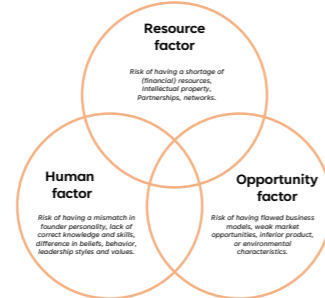 Resource
factor
Risk of having a shortage of
(financial) resources,
Intellectual property,
Partnerships, networks.
Human
factor
Risk of having a mismatch in
founder personality, lack of
correct knowledge and skills,
difference in beliefs, behavior,
leadership styles and values.
Opportunity
factor
Risk of having flawed business
models, weak market
opportunities, inferior product,
or environmental
characteristics.